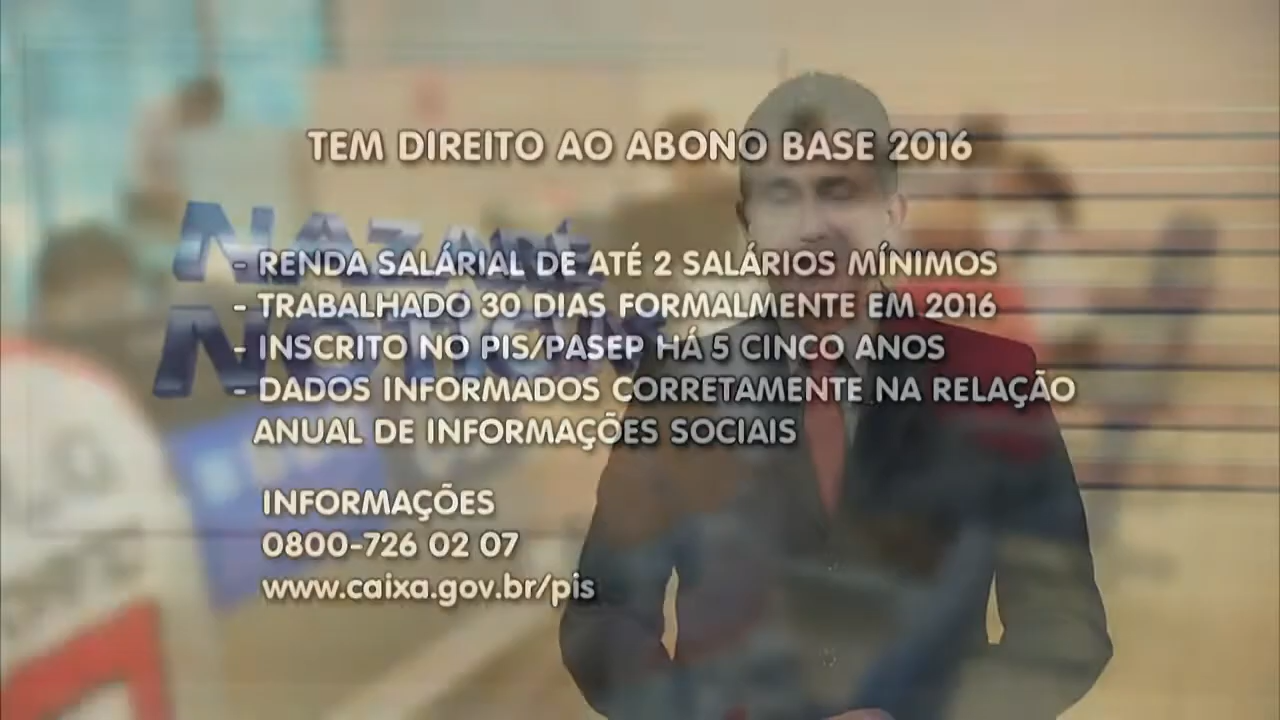 TEM DIREITO AO ABONO BASE 2016
NAZARÉ
NOTÍCIAS
- RENDA SALÁRIAL DE ATÉ 2 SALÁRIOS MÍNIMOS
- TRABALHADO 30 DIAS FORMALMENTE EM 2016
- INSCRITO NO PIS/PASEP HÁ 5 CINCO ANOS
- DADOS INFORMADOS CORRETAMENTE NA RELAÇÃO
ANUAL DE INFORMAÇÕES SOCIAIS
INFORMAÇÕES
0800-726 02 07
www.caixa.gov.br/pis